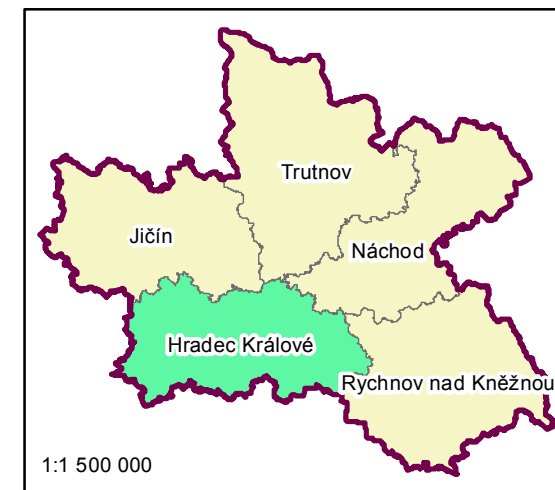 Trutnov
Jičín
Náchod
Hradec Králové
Rychnov nad Kněžnou
1:1 500 000